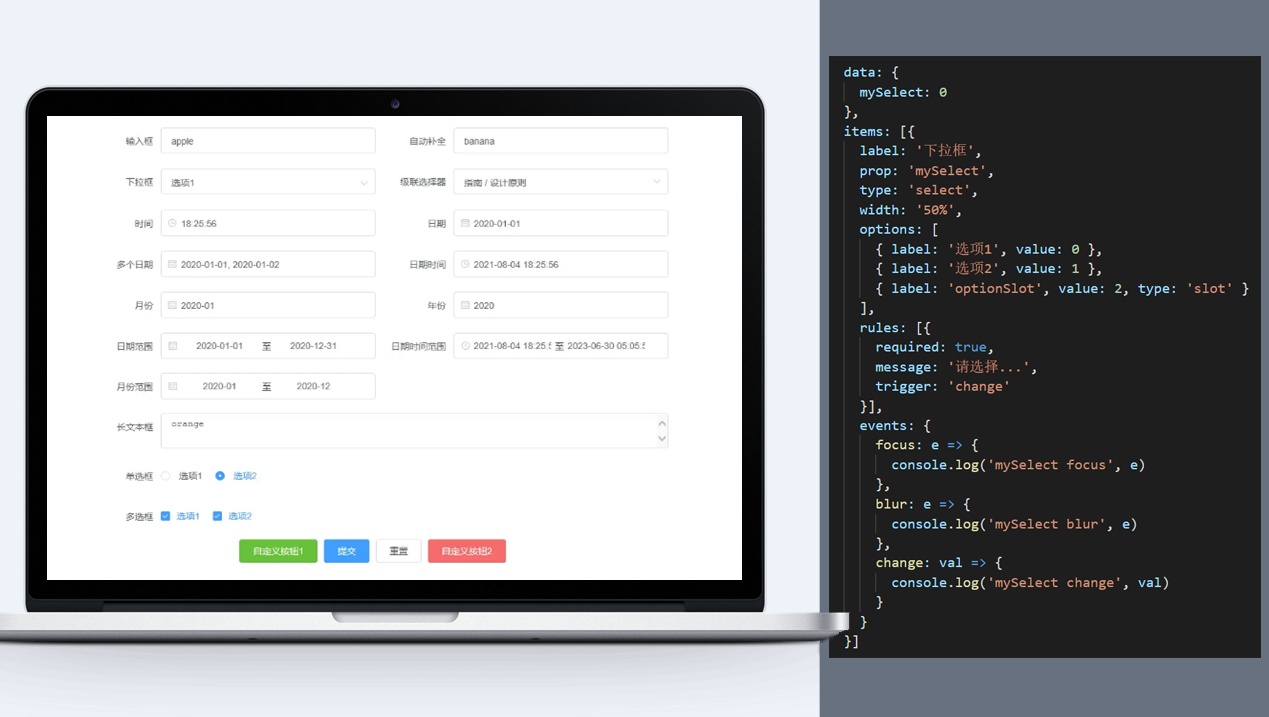 输入框 apple 自动补全 banana
下拉框 选项1 级联选择器 指南 / 设计原则
时间 18:25:56 日期 2020-01-01
多个日期 2020-01-01, 2020-01-02 日期时间 2021-08-04 18:25:56
月份 2020-01 年份 2020
日期范围 2020-01-01 至 2020-12-31 日期时间范围 2021-08-04 18:25:5 至 2023-06-30 05:05:5
月份范围 2020-01 至 2020-12
长文本框 orange
单选框 选项1 选项2
多选框 选项1 选项2
自定义按钮1 提交 重置 自定义按钮2
data: {
mySelect: 0
},
items: [{
label: '下拉框',
prop: 'mySelect',
type: 'select',
width: '50%',
options: [
{ label: '选项1', value: 0 },
{ label: '选项2', value: 1 },
{ label: 'optionSlot', value: 2, type: 'slot' }
],
rules: [{
required: true,
message: '请选择...',
trigger: 'change'
}],
events: {
focus: e => {
console.log('mySelect focus', e)
},
blur: e => {
console.log('mySelect blur', e)
},
change: val => {
console.log('mySelect change', val)
}
}
}]